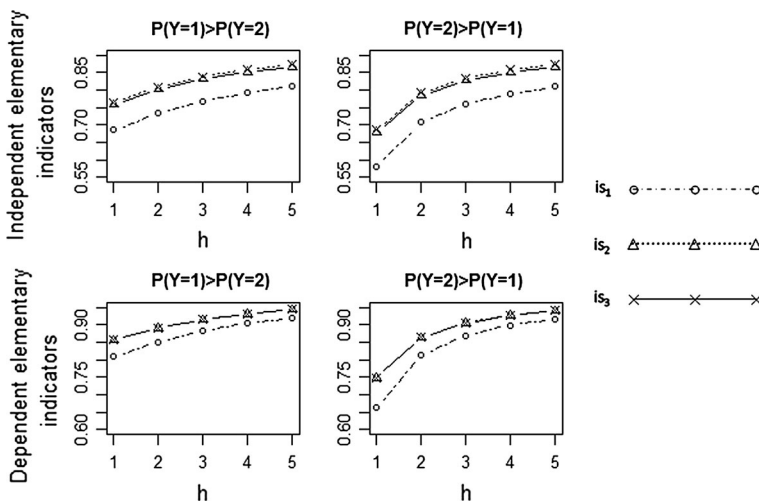 P(Y=1)>P(Y=2)
P(Y=2)>P(Y=1)
Independent elementary
indicators
0.85
0.70
0.55
1 2 3 4 5
h
0.85
0.70
0.55
1 2 3 4 5
h
is1
is2
is3
P(Y=1)>P(Y=2)
P(Y=2)>P(Y=1)
Dependent elementary
indicators
0.90
0.75
0.60
1 2 3 4 5
h
0.90
0.75
0.60
1 2 3 4 5
h